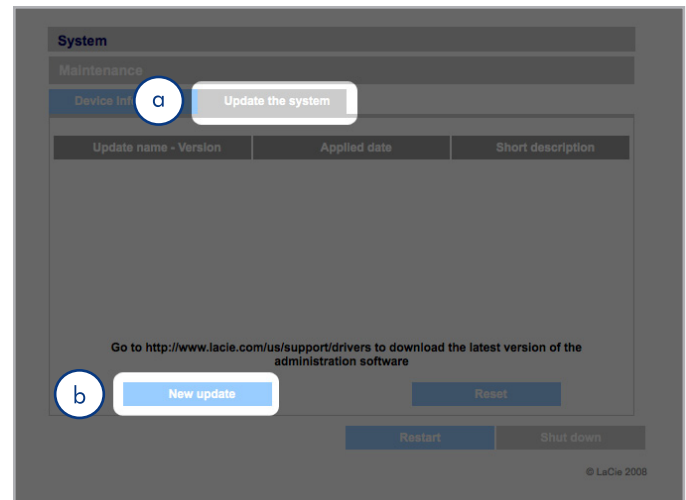 System
Maintenance
Device Inf
a
Update the system
Update name - Version Applied date Short description
Go to http://www.lacie.com/us/support/drivers to download the latest version of the
administration software
b
New update Reset
Restart Shut down
© LaCie 2008